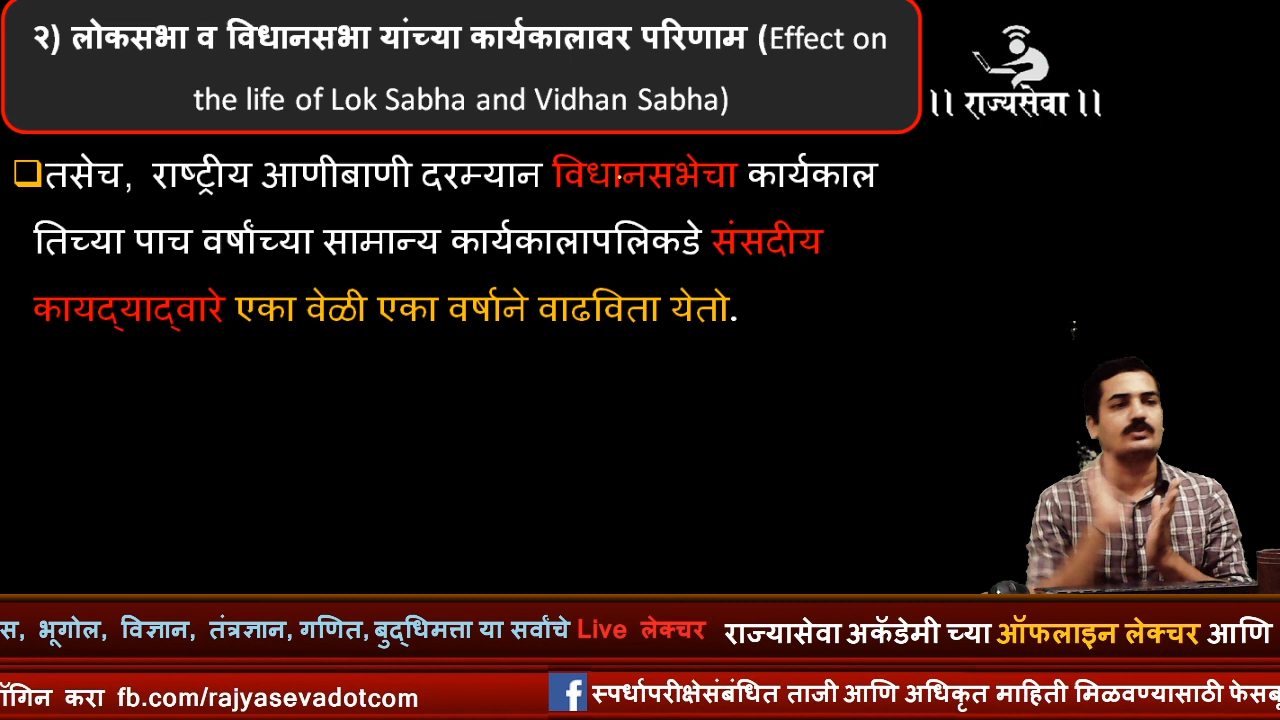 २) लोकसभा व विधानसभा यांच्या कार्यकालावर परिणाम (Effect on
the life of Lok Sabha and Vidhan Sabha)
।। राज्यसेवा ।।
तसेच, राष्ट्रीय आणीबाणी दरम्यान विधानसभेचा कार्यकाल
तिच्या पाच वर्षांच्या सामान्य कार्यकालापलिकडे संसदीय
कायद्याद्वारे एका वेळी एका वर्षाने वाढविता येतो.
स, भूगोल, विज्ञान, तंत्रज्ञान, गणित, बुद्धिमत्ता या सर्वांचे Live लेक्चर राज्यासेवा अकॅडेमी च्या ऑफलाइन लेक्चर आणि
ॉगिन करा fb.com/rajyasevadotcom f स्पर्धापरीक्षेसंबंधित ताजी आणि अधिकृत माहिती मिळवण्यासाठी फेसबू